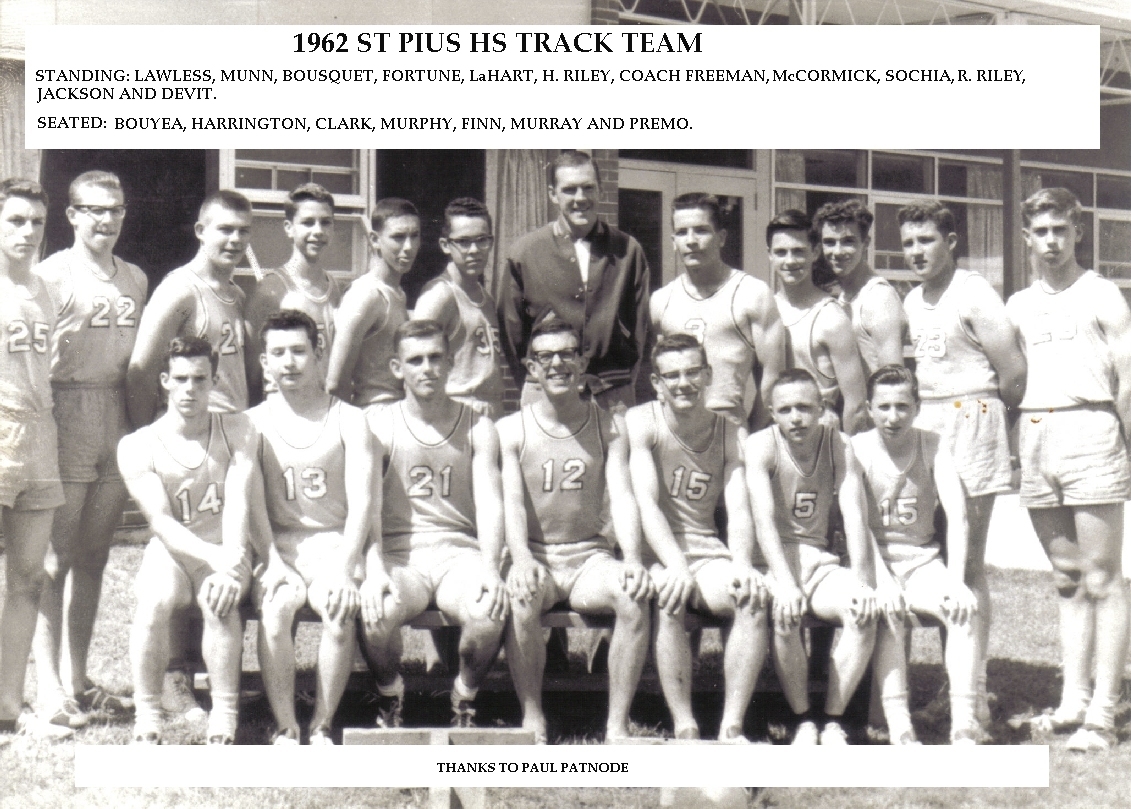 1962 ST PIUS HS TRACK TEAM
STANDING: LAWLESS, MUNN, BOUSQUET, FORTUNE, LaHART, H. RILEY, COACH FREEMAN, McCORMICK, SOCHIA, R. RILEY,
JACKSON AND DEVIT.
SEATED: BOUYEA, HARRINGTON, CLARK, MURPHY, FINN, MURRAY AND PREMO.
25 22
23
14 13 21 12 15 5 15
THANKS TO PAUL PATNODE